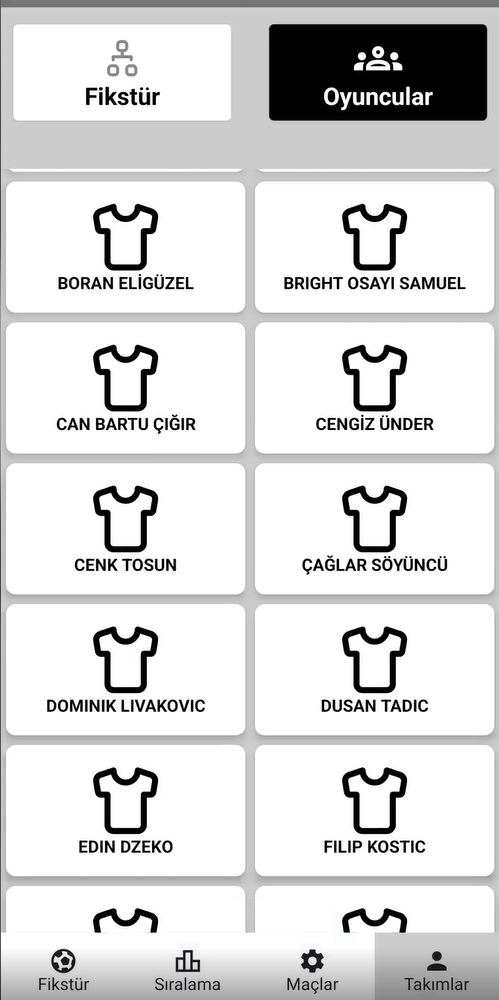 Fikstür
Oyuncular
BORAN ELİGÜZEL
BRIGHT OSAYI SAMUEL
CAN BARTU ÇIĞIR
CENGİZ ÜNDER
CENK TOSUN
ÇAĞLAR SÖYÜNCÜ
DOMINIK LIVAKOVIC
DUSAN TADIC
EDIN DZEKO
FILIP KOSTIC
Fikstür
Sıralama
Maçlar
Takımlar